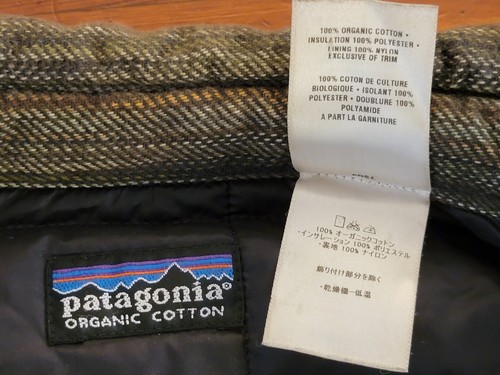 100% ORGANIC COTTON •
INSULATION 100% POLYESTER •
LINING 100% NYLON
EXCLUSIVE OF TRIM
100% COTON DE CULTURE
BIOLOGIQUE • ISOLANT 100%
POLYESTER • DOUBLURE 100%
POLYAMIDE
A PART LA GARNITURE
100% オーガニックコットン
・インサレーション 100% ポリエステル
・裏地 100% ナイロン
飾り付け部分を除く
・乾燥機-低温
patagonia®
ORGANIC COTTON